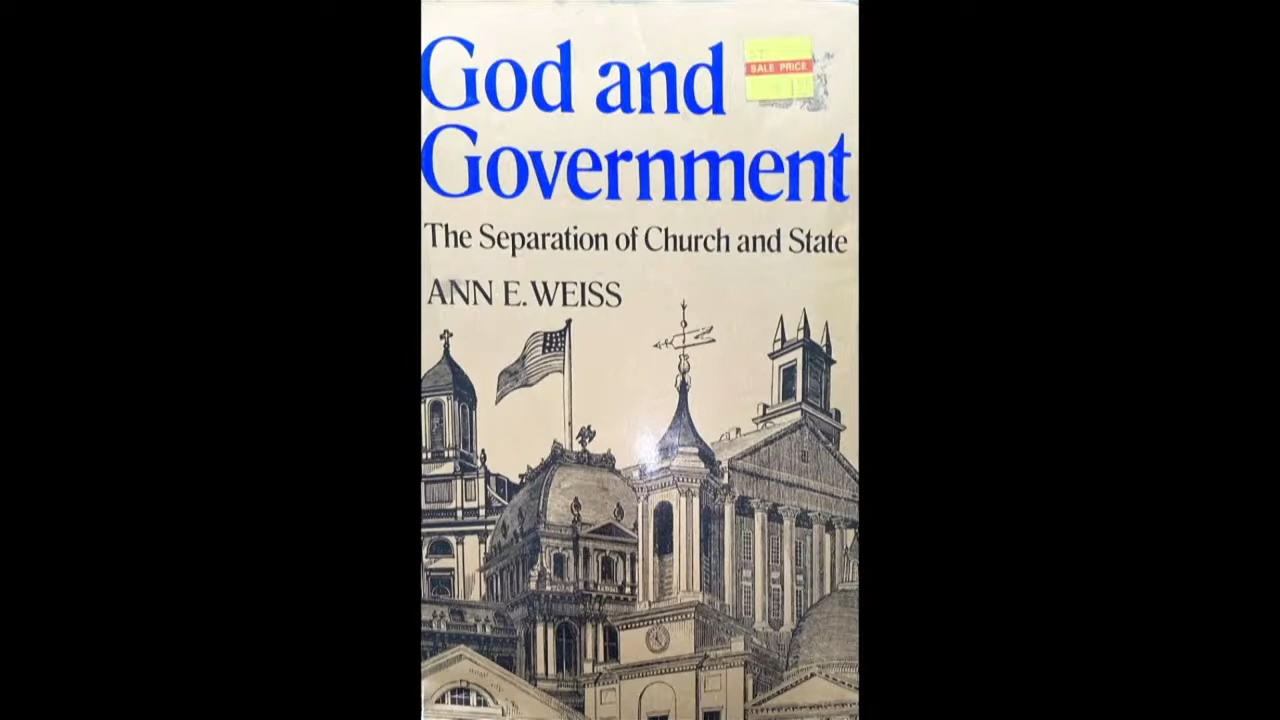 God and
SALE PRICE
Government
The Separation of Church and State
ANN E. WEISS